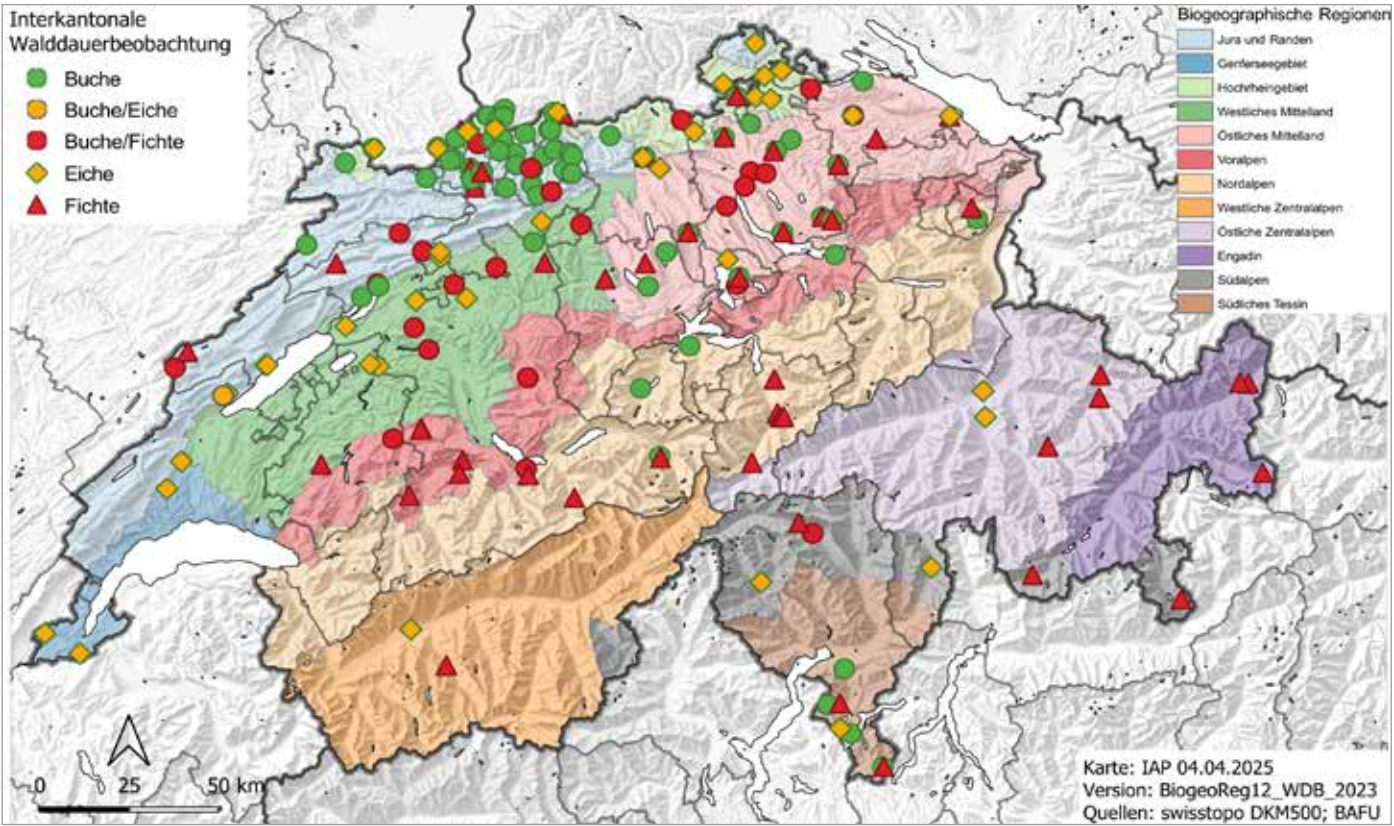 Interkantonale
Walddauerbeobachtung
Buche
Buche/Eiche
Buche/Fichte
Eiche
Fichte
Biogeographische Regionen
Jura und Randen
Genferseegebiet
Hochrheingebiet
Westliches Mittelland
Östliches Mittelland
Voralpen
Nordalpen
Westliche Zentralalpen
Östliche Zentralalpen
Engadin
Südalpen
Südliches Tessin
0 25 50 km
Karte: IAP 04.04.2025
Version: BiogeoReg12_WDB_2023
Quellen: swisstopo DKM500; BAFU